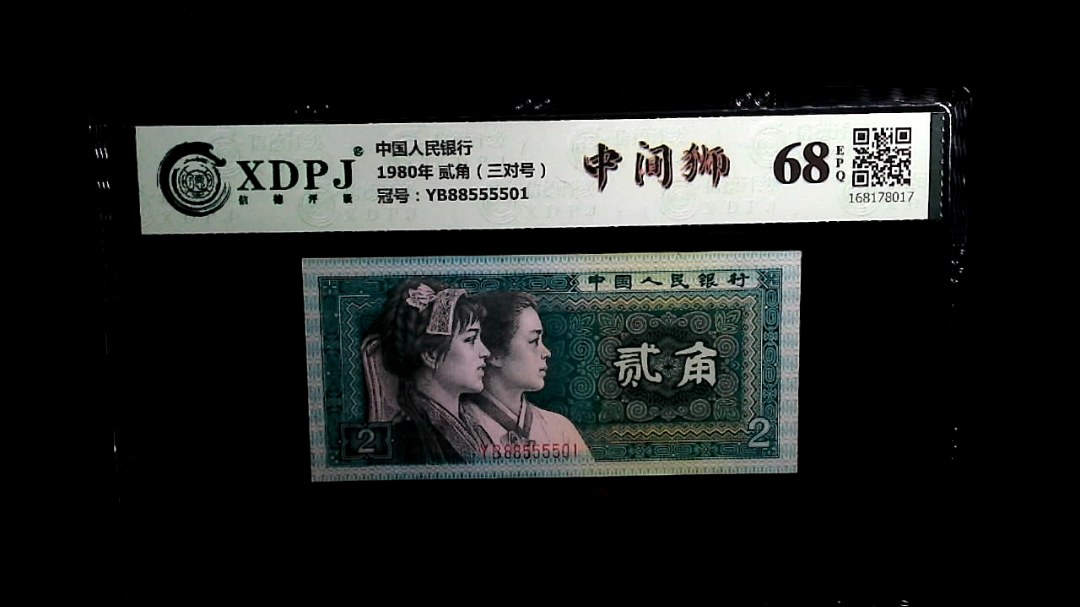 XDPJ®
信德评级
中国人民银行
1980年 贰角（三对号）
冠号：YB88555501
中间狮
68
EPQ
168178017
中国人民银行
贰角
2
2
YB88555501